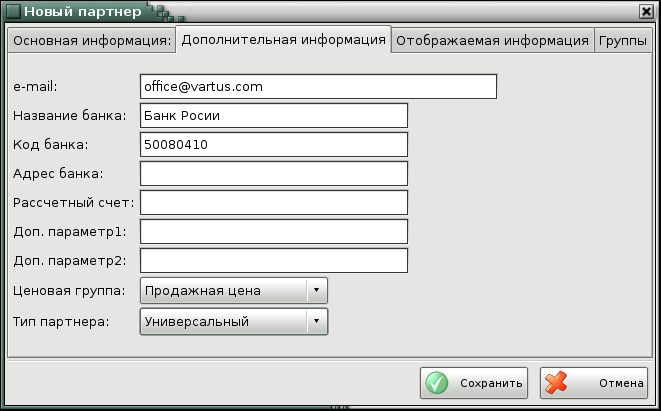 Новый партнер
Основная информация: Дополнительная информация Отображаемая информация Группы
e-mail: office@vartus.com
Название банка: Банк Росии
Код банка: 50080410
Адрес банка:
Рассчетный счет:
Доп. параметр1:
Доп. параметр2:
Ценовая группа: Продажная цена
Тип партнера: Универсальный
Сохранить Отмена